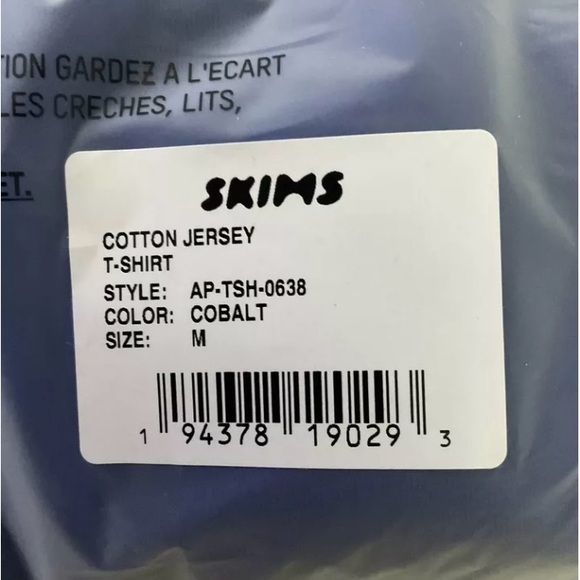 TION GARDEZ A L'ECART
LES CRECHES, LITS,
ET.
SKIMS
COTTON JERSEY
T-SHIRT
STYLE: AP-TSH-0638
COLOR: COBALT
SIZE: M
1 94378 19029 3